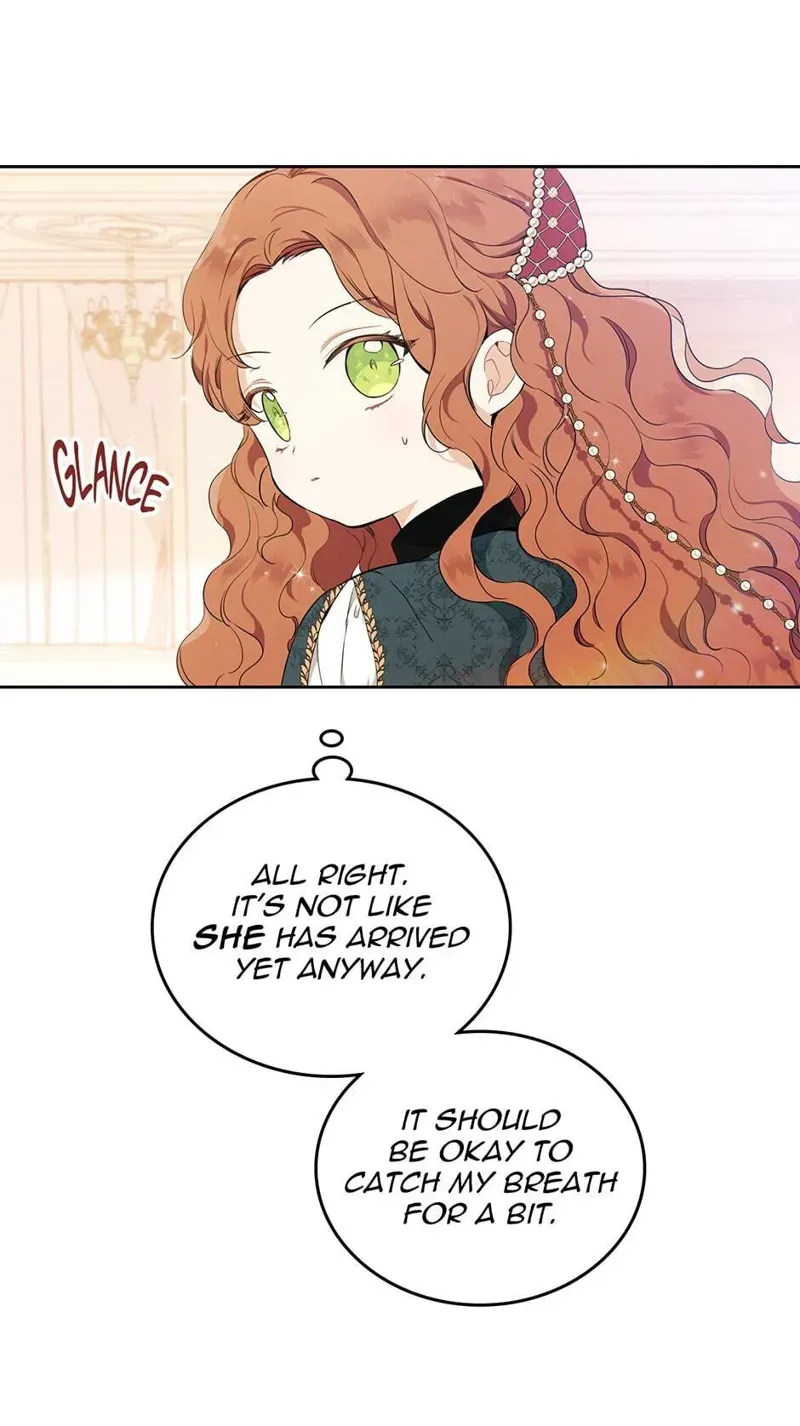 GLANCE
ALL RIGHT.
IT'S NOT LIKE
SHE HAS ARRIVED
YET ANYWAY.
IT SHOULD
BE OKAY TO
CATCH MY BREATH
FOR A BIT.